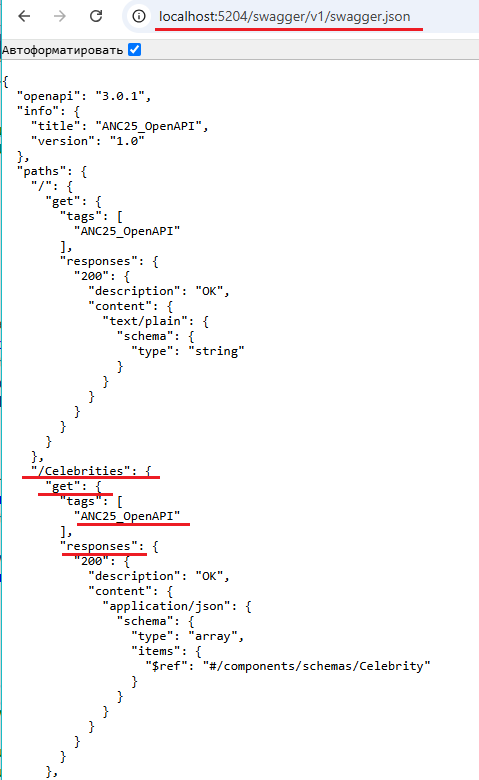 localhost:5204/swagger/v1/swagger.json
Автоформатировать
{
  "openapi": "3.0.1",
  "info": {
    "title": "ANC25_OpenAPI",
    "version": "1.0"
  },
  "paths": {
    "/": {
      "get": {
        "tags": [
          "ANC25_OpenAPI"
        ],
        "responses": {
          "200": {
            "description": "OK",
            "content": {
              "text/plain": {
                "schema": {
                  "type": "string"
                }
              }
            }
          }
        }
      }
    },
    "/Celebrities": {
      "get": {
        "tags": [
          "ANC25_OpenAPI"
        ],
        "responses": {
          "200": {
            "description": "OK",
            "content": {
              "application/json": {
                "schema": {
                  "type": "array",
                  "items": {
                    "$ref": "#/components/schemas/Celebrity"
                  }
                }
              }
            }
          }
        }
      },